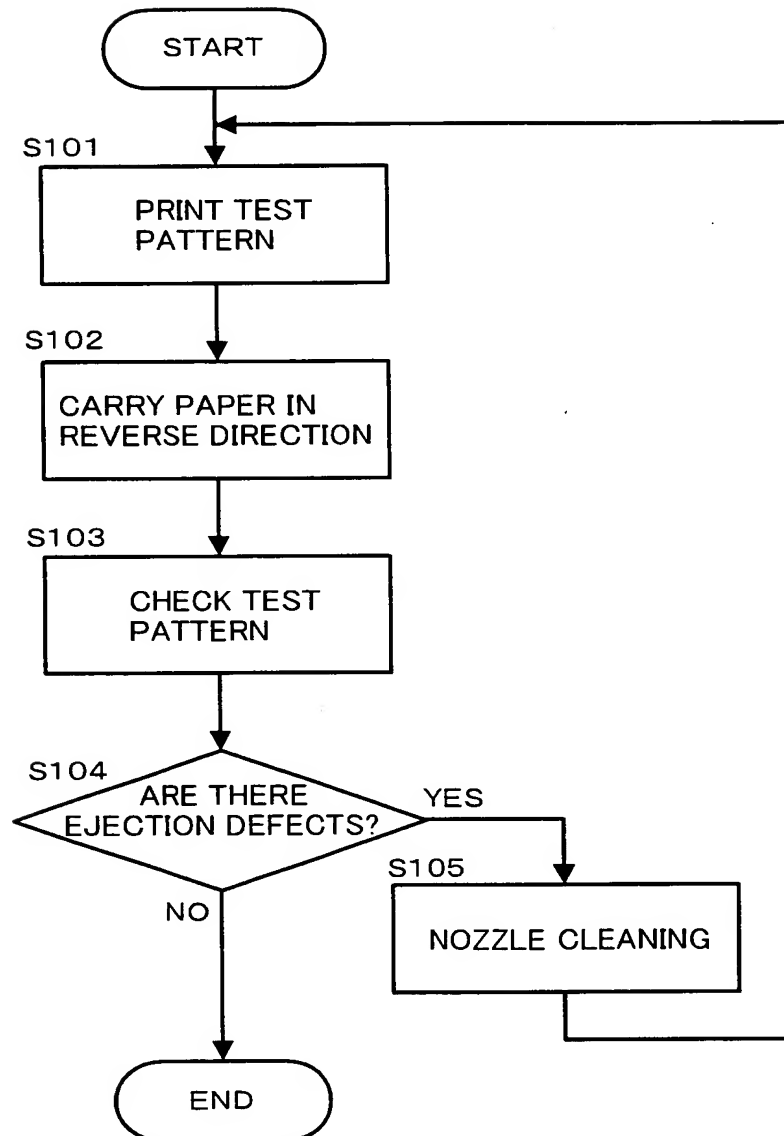 START
S101
PRINT TEST
PATTERN
S102
CARRY PAPER IN
REVERSE DIRECTION
S103
CHECK TEST
PATTERN
S104
ARE THERE
EJECTION DEFECTS?
YES
S105
NOZZLE CLEANING
NO
END